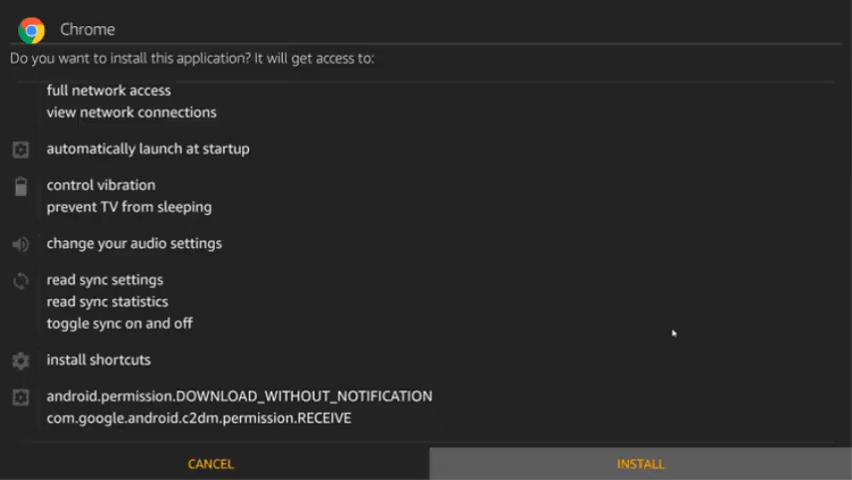 Chrome
Do you want to install this application? It will get access to:
full network access
view network connections
automatically launch at startup
control vibration
prevent TV from sleeping
change your audio settings
read sync settings
read sync statistics
toggle sync on and off
install shortcuts
android.permission.DOWNLOAD_WITHOUT_NOTIFICATION
com.google.android.c2dm.permission.RECEIVE
CANCEL
INSTALL